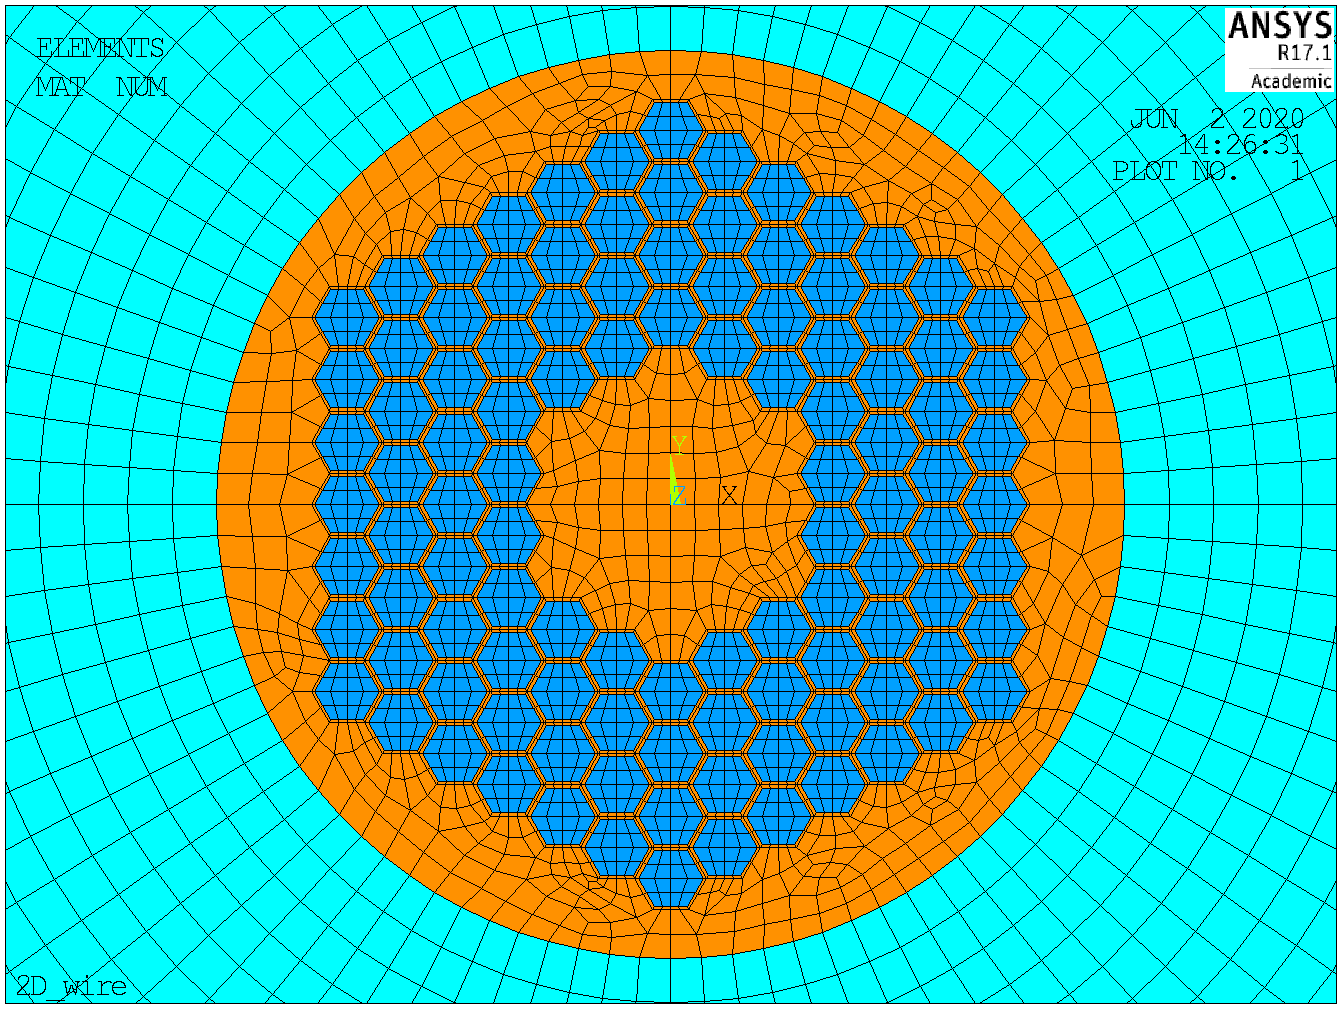 ELEMENTS
MAT NUM
ANSYS
R17.1
Academic
JUN 2 2020
14:26:31
PLOT NO. 1
Y
Z X
2D_wire